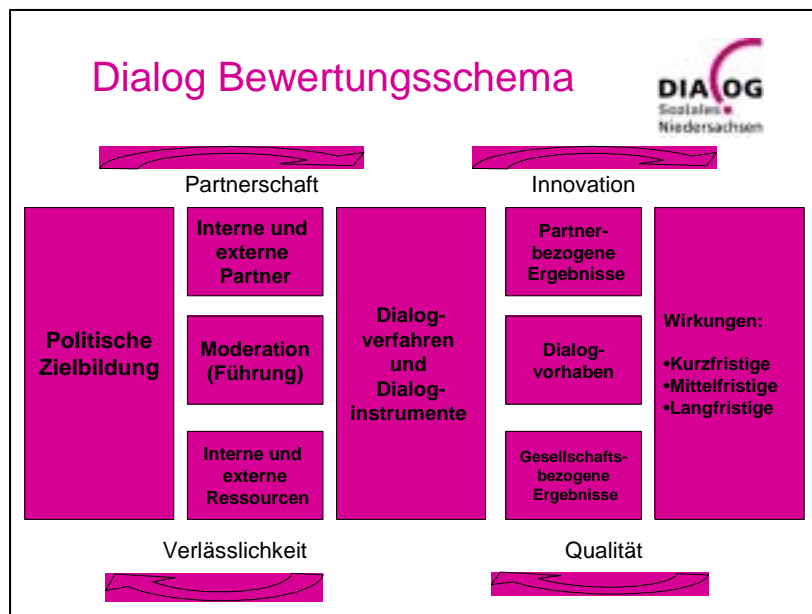 Dialog Bewertungsschema
DIALOG
Soziales
Niedersachsen
Partnerschaft
Innovation
Politische
Zielbildung
Interne und
externe
Partner
Moderation
(Führung)
Interne und
externe
Ressourcen
Dialog-
verfahren
und
Dialog-
instrumente
Partner-
bezogene
Ergebnisse
Dialog-
vorhaben
Gesellschafts-
bezogene
Ergebnisse
Wirkungen:
•Kurzfristige
•Mittelfristige
•Langfristige
Verlässlichkeit
Qualität